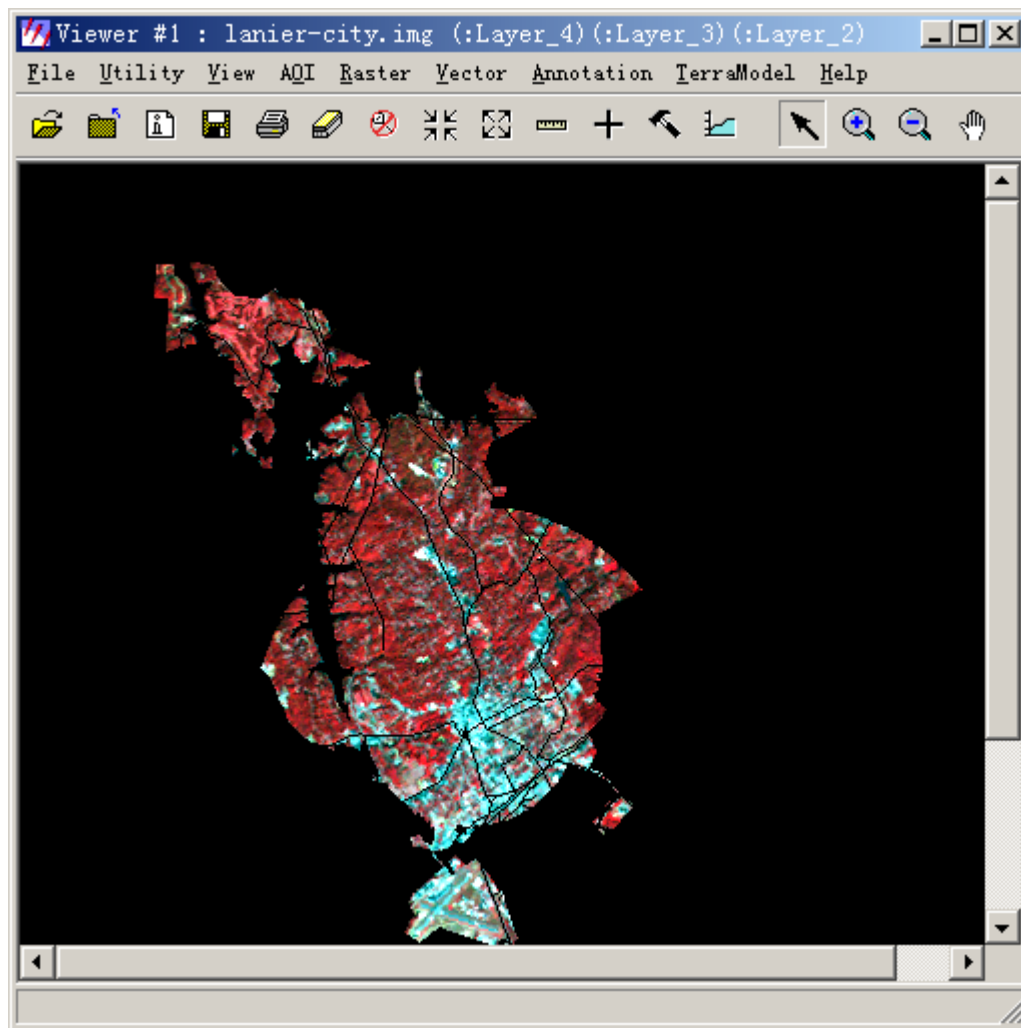 Viewer #1 : lanier-city.img (:Layer_4)(:Layer_3)(:Layer_2)
File Utility View AOI Raster Vector Annotation TerraModel Help